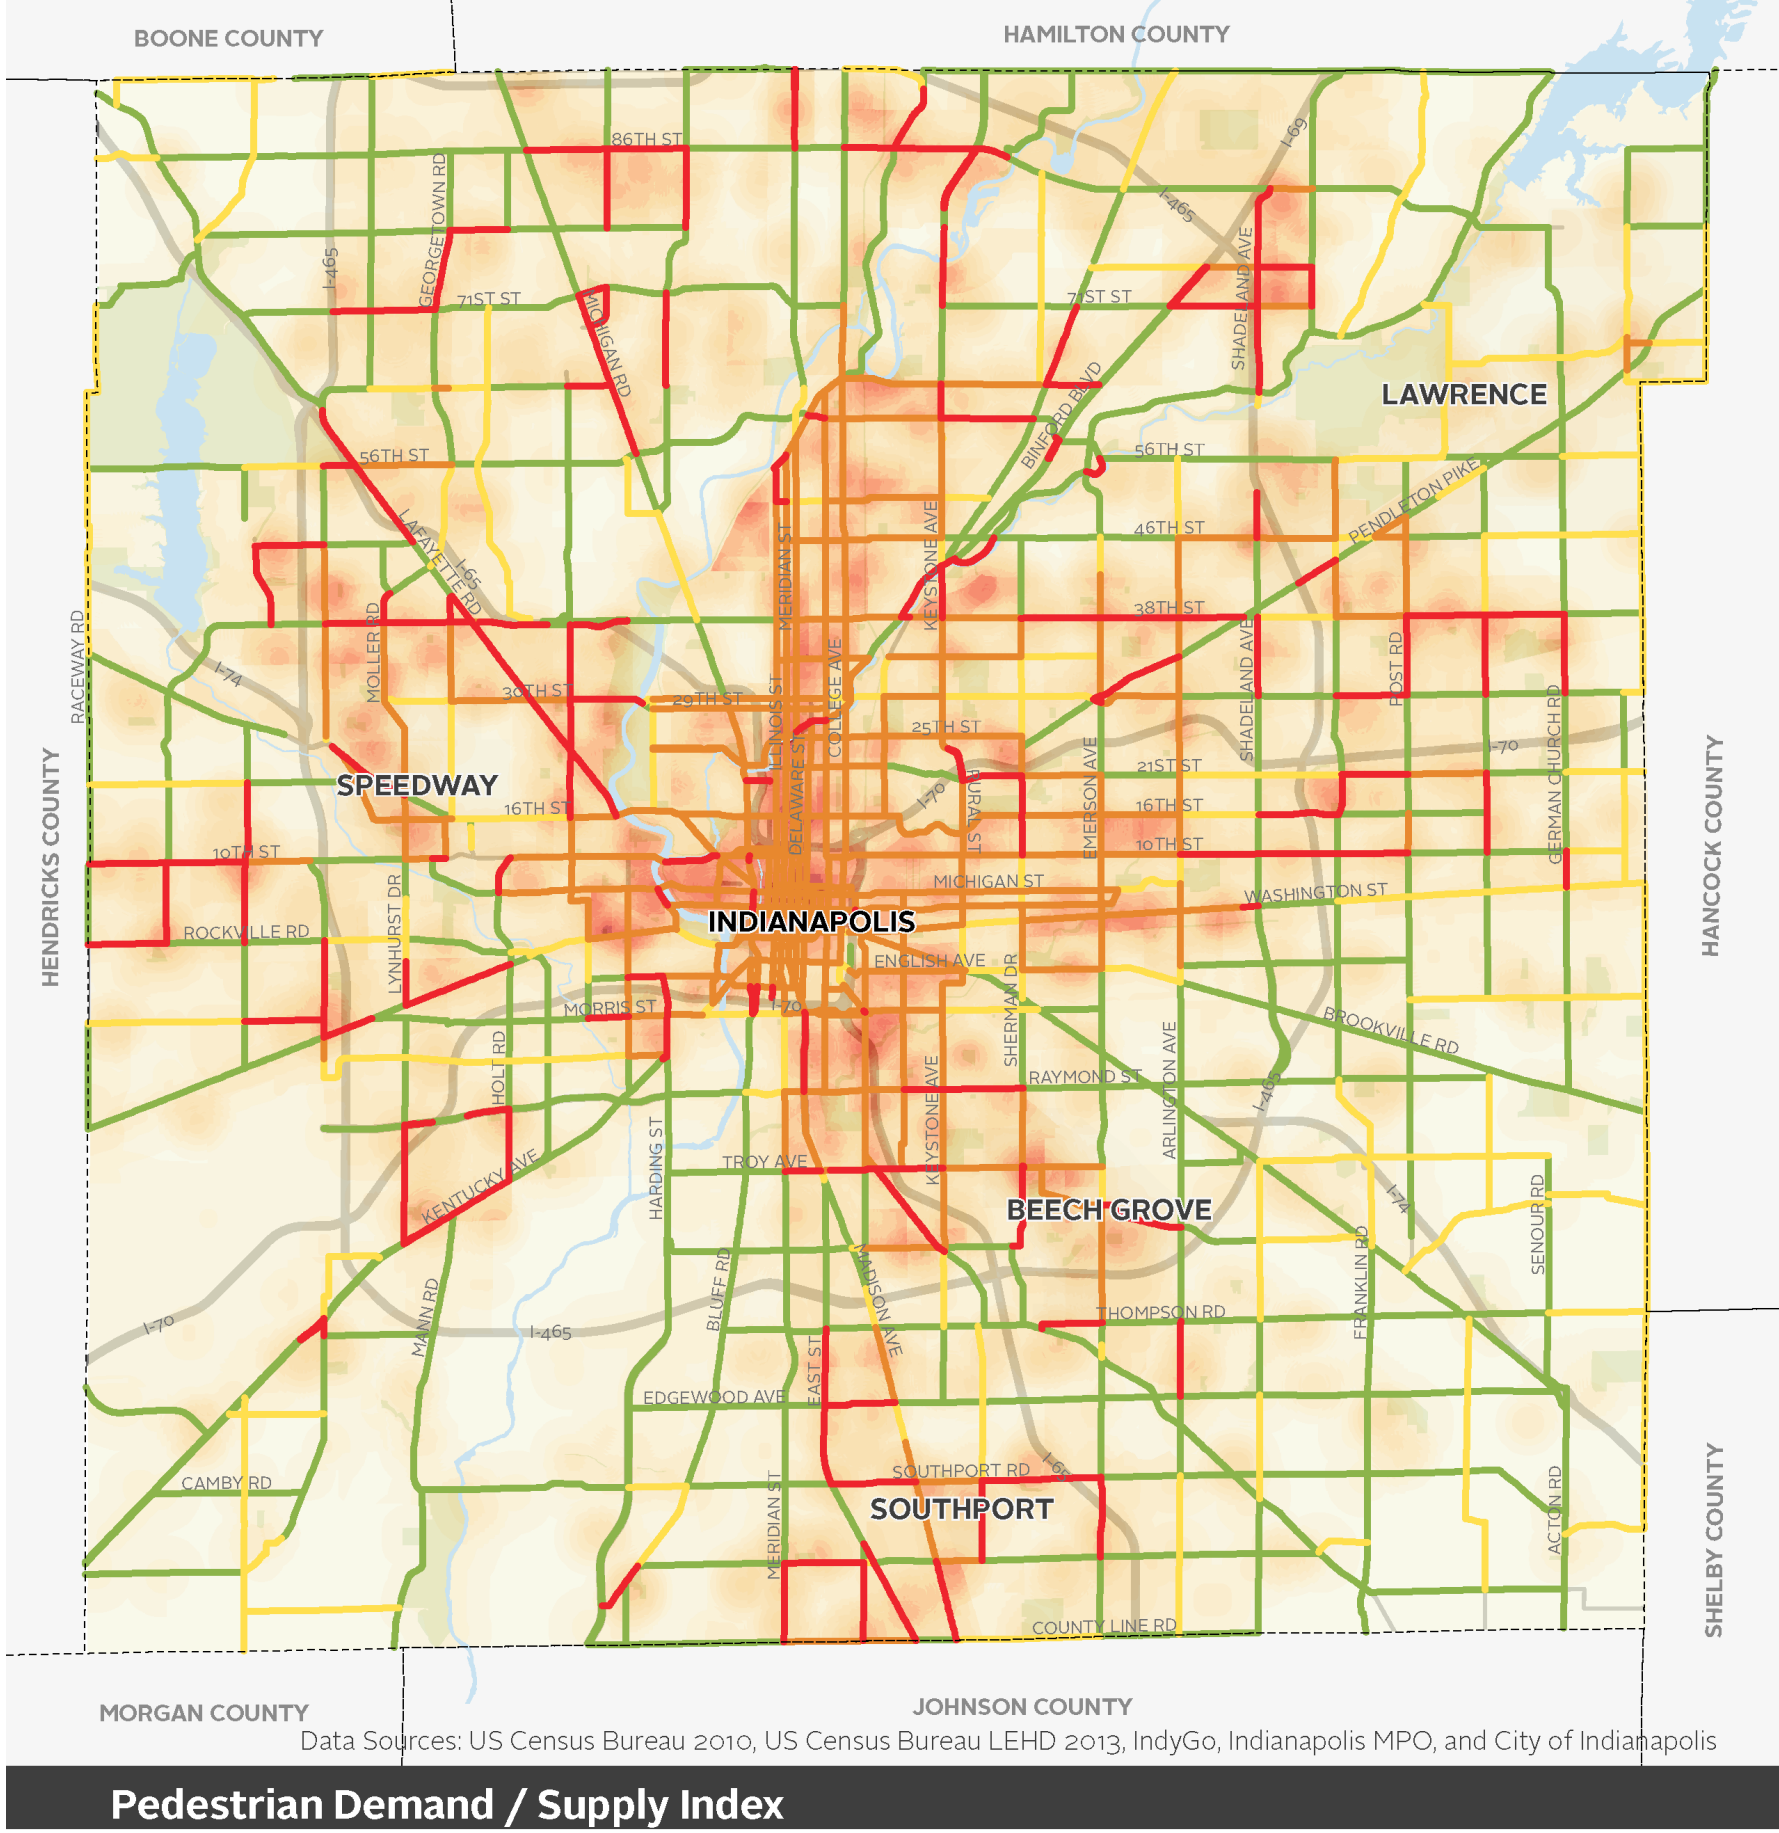 BOONE COUNTY
HAMILTON COUNTY
86TH ST
I-69
GEORGETOWN RD
I-465
I-465
SHADELAND AVE
71ST ST
71ST ST
MICHIGAN RD
BINFORD BLVD
LAWRENCE
56TH ST
56TH ST
PENDLETON PIKE
LAFAYETTE RD
I-65
46TH ST
MERIDIAN ST
KEYSTONE AVE
38TH ST
RACEWAY RD
MOLLER RD
I-74
30TH ST
29TH ST
ILLINOIS ST
COLLEGE AVE
DELAWARE ST
25TH ST
SHADELAND AVE
POST RD
GERMAN CHURCH RD
I-70
21ST ST
SPEEDWAY
16TH ST
I-70
RURAL ST
EMERSON AVE
16TH ST
10TH ST
10TH ST
HENDRICKS COUNTY
HANCOCK COUNTY
MICHIGAN ST
WASHINGTON ST
LYNHURST DR
INDIANAPOLIS
ROCKVILLE RD
ENGLISH AVE
SHERMAN DR
MORRIS ST
I-70
BROOKVILLE RD
HOLT RD
KEYSTONE AVE
RAYMOND ST
ARLINGTON AVE
I-465
HARDING ST
TROY AVE
KENTUCKY AVE
BEECH GROVE
I-74
SENOUR RD
FRANKLIN RD
MANN RD
BLUFF RD
MADISON AVE
THOMPSON RD
I-70
I-465
EAST ST
EDGEWOOD AVE
CAMBY RD
SOUTHPORT RD
I-65
MERIDIAN ST
SOUTHPORT
ACTON RD
SHELBY COUNTY
COUNTY LINE RD
MORGAN COUNTY
JOHNSON COUNTY
Data Sources: US Census Bureau 2010, US Census Bureau LEHD 2013, IndyGo, Indianapolis MPO, and City of Indianapolis
Pedestrian Demand / Supply Index